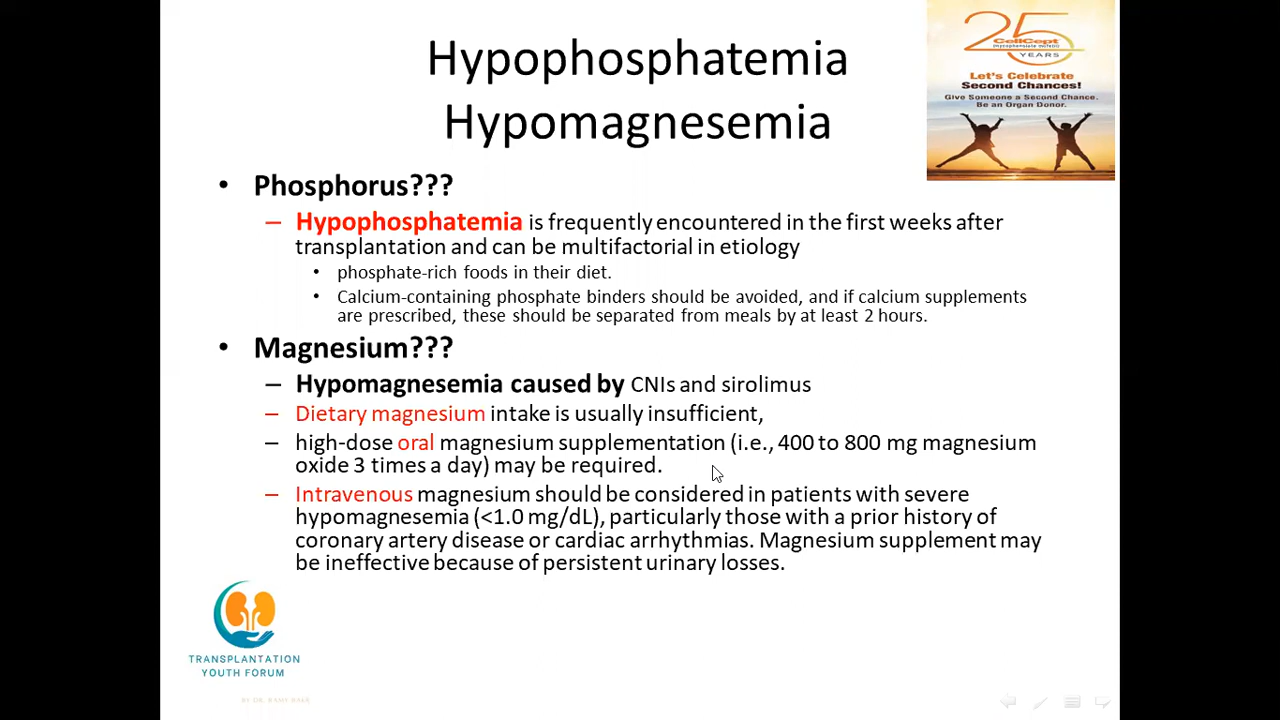 Hypophosphatemia
Hypomagnesemia
25
CellCept
(mycophenolate mofetil)
YEARS
Let's Celebrate
Second Chances!
Give Someone a Second Chance.
Be an Organ Donor.
• Phosphorus???
– Hypophosphatemia is frequently encountered in the first weeks after
transplantation and can be multifactorial in etiology
• phosphate-rich foods in their diet.
• Calcium-containing phosphate binders should be avoided, and if calcium supplements
are prescribed, these should be separated from meals by at least 2 hours.
• Magnesium???
– Hypomagnesemia caused by CNIs and sirolimus
– Dietary magnesium intake is usually insufficient,
– high-dose oral magnesium supplementation (i.e., 400 to 800 mg magnesium
oxide 3 times a day) may be required.
– Intravenous magnesium should be considered in patients with severe
hypomagnesemia (<1.0 mg/dL), particularly those with a prior history of
coronary artery disease or cardiac arrhythmias. Magnesium supplement may
be ineffective because of persistent urinary losses.
TRANSPLANTATION
YOUTH FORUM